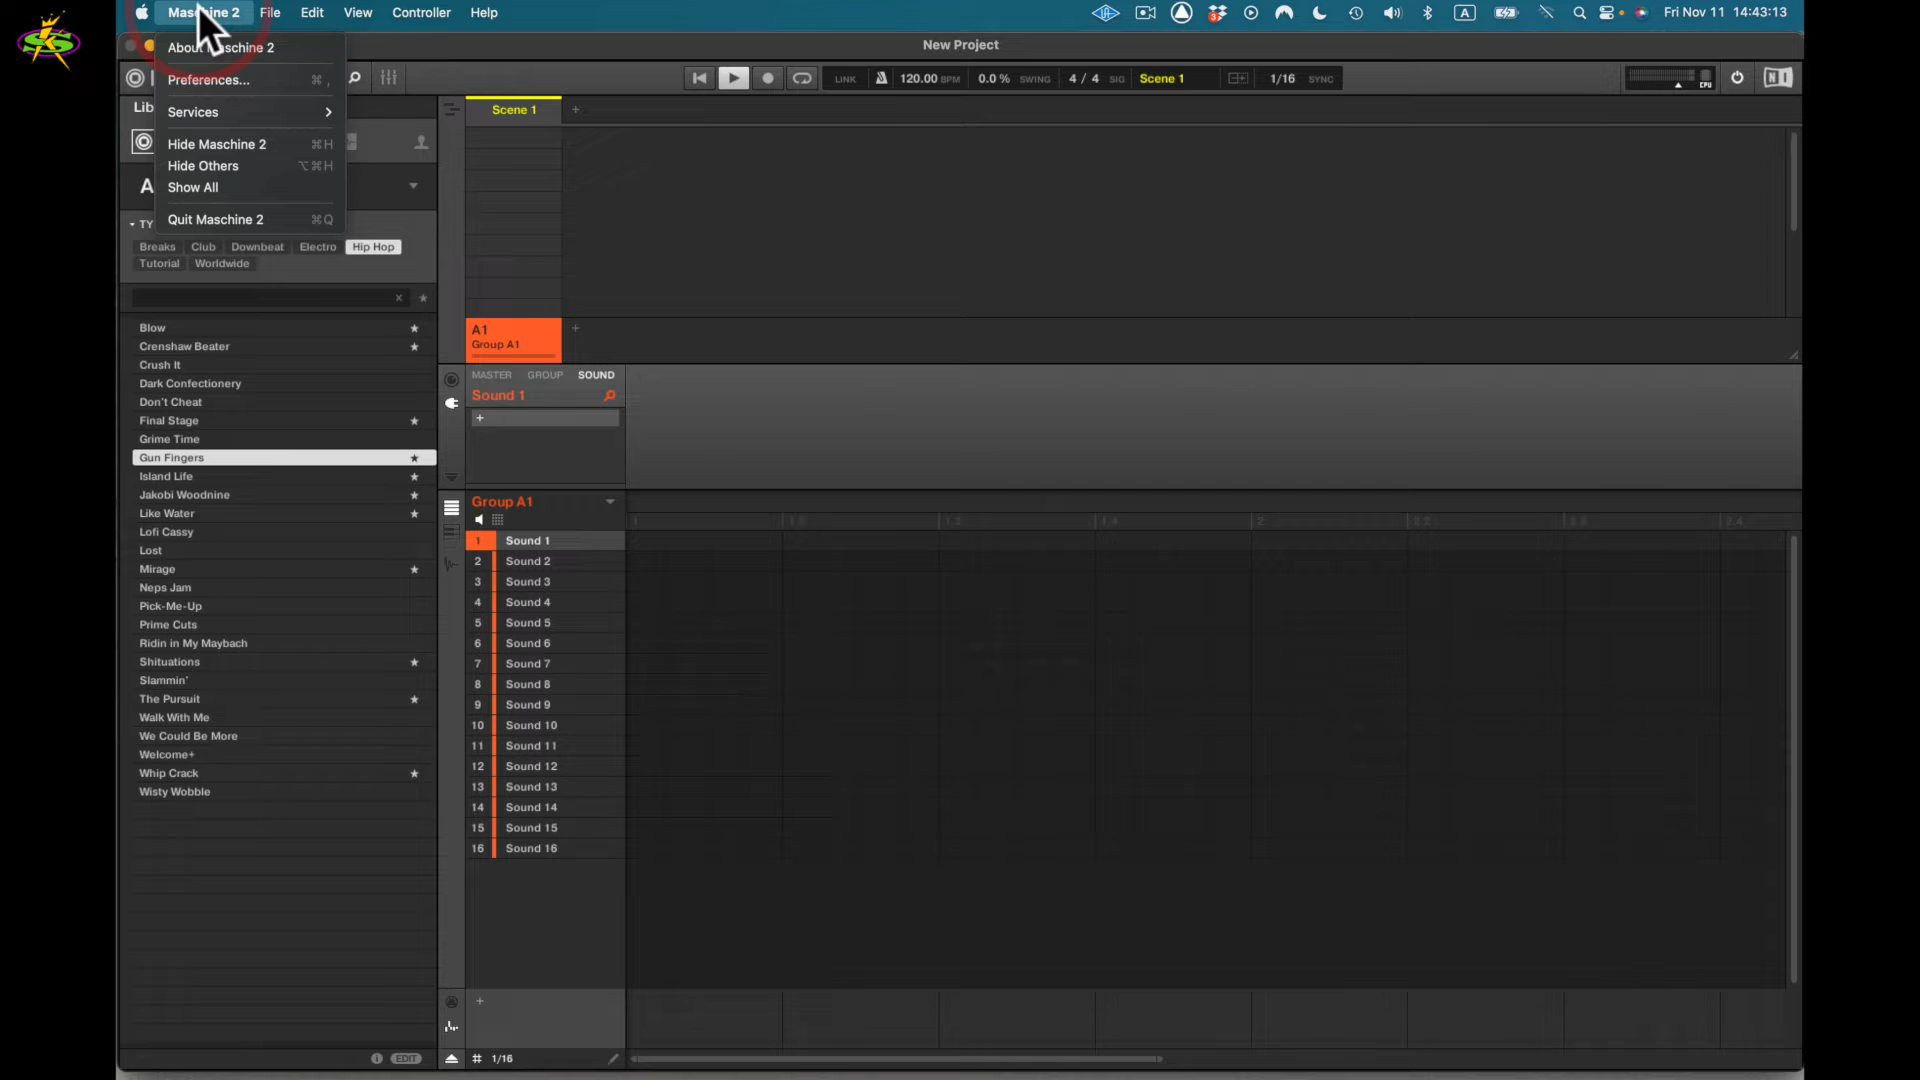 Maschine 2 File Edit View Controller Help
A Fri Nov 11 14:43:13
About Maschine 2
Preferences... ⌘ ,
Services
Hide Maschine 2 ⌘H
Hide Others ⌥⌘H
Show All
Quit Maschine 2 ⌘Q
New Project
LINK 120.00 BPM 0.0 % SWING 4 / 4 SIG Scene 1 1/16 SYNC
CPU
NI
Lib
A
TY
Breaks Club Downbeat Electro Hip Hop
Tutorial Worldwide
Blow
Crenshaw Beater
Crush It
Dark Confectionery
Don't Cheat
Final Stage
Grime Time
Gun Fingers
Island Life
Jakobi Woodnine
Like Water
Lofi Cassy
Lost
Mirage
Neps Jam
Pick-Me-Up
Prime Cuts
Ridin in My Maybach
Shituations
Slammin'
The Pursuit
Walk With Me
We Could Be More
Welcome+
Whip Crack
Wisty Wobble
EDIT
Scene 1
A1
Group A1
MASTER GROUP SOUND
Sound 1
Group A1
1 Sound 1
2 Sound 2
3 Sound 3
4 Sound 4
5 Sound 5
6 Sound 6
7 Sound 7
8 Sound 8
9 Sound 9
10 Sound 10
11 Sound 11
12 Sound 12
13 Sound 13
14 Sound 14
15 Sound 15
16 Sound 16
1/16